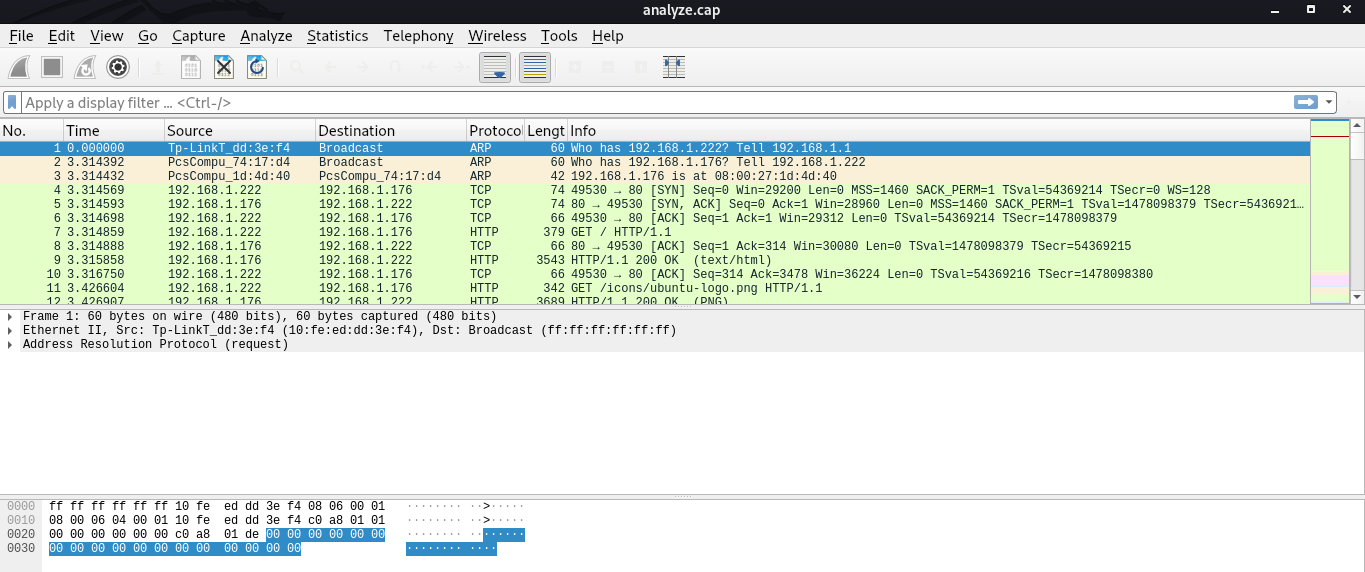 analyze.cap
File Edit View Go Capture Analyze Statistics Telephony Wireless Tools Help
Apply a display filter … <Ctrl-/>
No. Time Source Destination Protoco Lengt Info
1 0.000000 Tp-LinkT_dd:3e:f4 Broadcast ARP 60 Who has 192.168.1.222? Tell 192.168.1.1
2 3.314392 PcsCompu_74:17:d4 Broadcast ARP 60 Who has 192.168.1.176? Tell 192.168.1.222
3 3.314432 PcsCompu_1d:4d:40 PcsCompu_74:17:d4 ARP 42 192.168.1.176 is at 08:00:27:1d:4d:40
4 3.314569 192.168.1.222 192.168.1.176 TCP 74 49530 → 80 [SYN] Seq=0 Win=29200 Len=0 MSS=1460 SACK_PERM=1 TSval=54369214 TSecr=0 WS=128
5 3.314593 192.168.1.176 192.168.1.222 TCP 74 80 → 49530 [SYN, ACK] Seq=0 Ack=1 Win=28960 Len=0 MSS=1460 SACK_PERM=1 TSval=1478098379 TSecr=5436921…
6 3.314698 192.168.1.222 192.168.1.176 TCP 66 49530 → 80 [ACK] Seq=1 Ack=1 Win=29312 Len=0 TSval=54369214 TSecr=1478098379
7 3.314859 192.168.1.222 192.168.1.176 HTTP 379 GET / HTTP/1.1
8 3.314888 192.168.1.176 192.168.1.222 TCP 66 80 → 49530 [ACK] Seq=1 Ack=314 Win=30080 Len=0 TSval=1478098379 TSecr=54369215
9 3.315858 192.168.1.176 192.168.1.222 HTTP 3543 HTTP/1.1 200 OK (text/html)
10 3.316750 192.168.1.222 192.168.1.176 TCP 66 49530 → 80 [ACK] Seq=314 Ack=3478 Win=36224 Len=0 TSval=54369216 TSecr=1478098380
11 3.426604 192.168.1.222 192.168.1.176 HTTP 342 GET /icons/ubuntu-logo.png HTTP/1.1
12 3.426907 192.168.1.176 192.168.1.222 HTTP 3689 HTTP/1.1 200 OK (PNG)
Frame 1: 60 bytes on wire (480 bits), 60 bytes captured (480 bits)
Ethernet II, Src: Tp-LinkT_dd:3e:f4 (10:fe:ed:dd:3e:f4), Dst: Broadcast (ff:ff:ff:ff:ff:ff)
Address Resolution Protocol (request)
0000 ff ff ff ff ff ff 10 fe ed dd 3e f4 08 06 00 01 ········ ··>·····
0010 08 00 06 04 00 01 10 fe ed dd 3e f4 c0 a8 01 01 ········ ··>·····
0020 00 00 00 00 00 00 c0 a8 01 de 00 00 00 00 00 00 ········ ········
0030 00 00 00 00 00 00 00 00 00 00 00 00 ········ ····